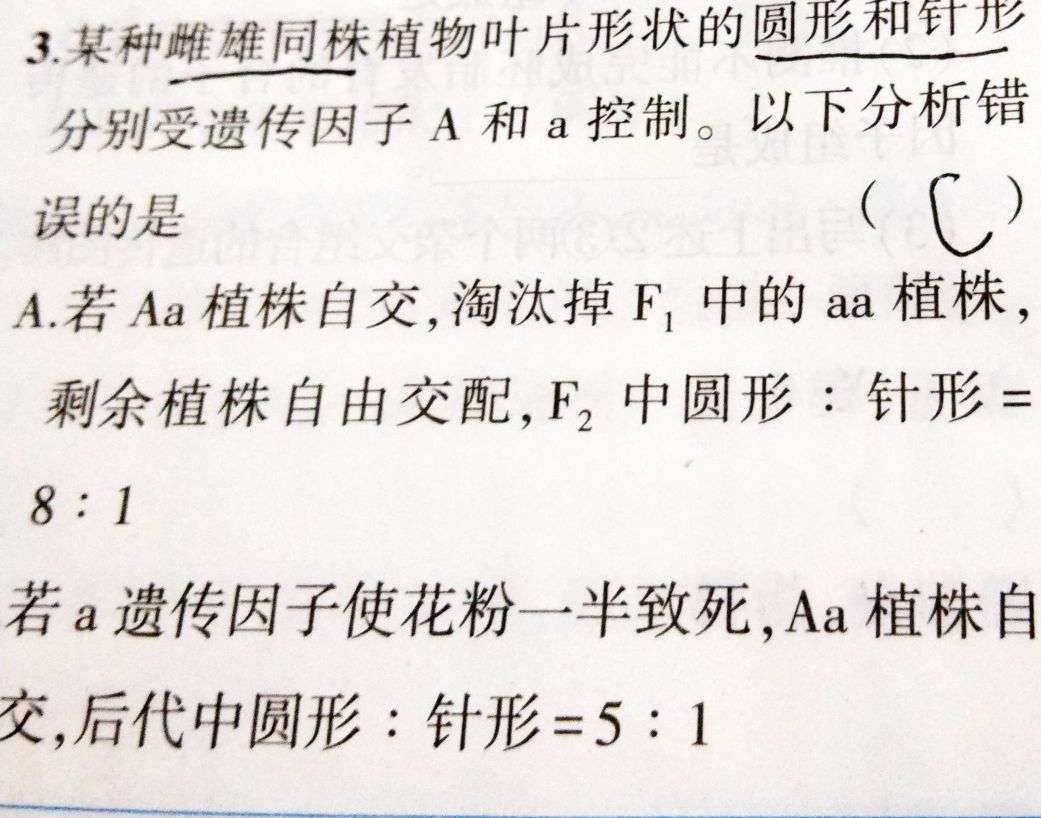 3.某种雌雄同株植物叶片形状的圆形和针形
分别受遗传因子 A 和 a 控制。以下分析错
误的是 ( C )
A.若 Aa 植株自交,淘汰掉 F₁ 中的 aa 植株,
剩余植株自由交配,F₂ 中圆形：针形=
8：1
若 a 遗传因子使花粉一半致死,Aa 植株自
交,后代中圆形：针形=5：1